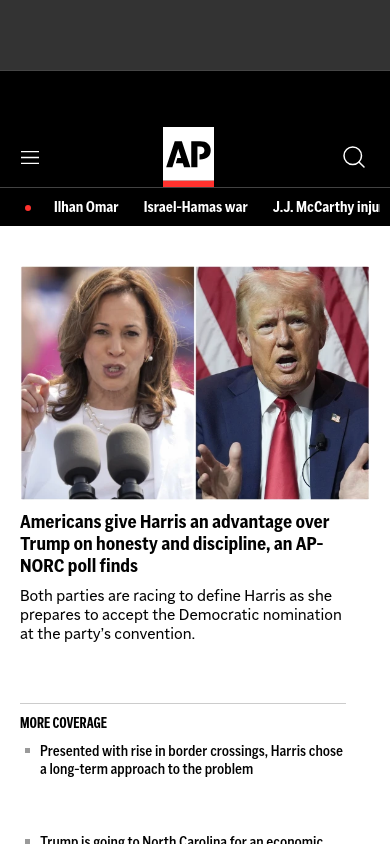 AP
Ilhan Omar Israel-Hamas war J.J. McCarthy inju
Americans give Harris an advantage over
Trump on honesty and discipline, an AP-
NORC poll finds
Both parties are racing to define Harris as she
prepares to accept the Democratic nomination
at the party’s convention.
MORE COVERAGE
Presented with rise in border crossings, Harris chose
a long-term approach to the problem
Trump is going to North Carolina for an economic